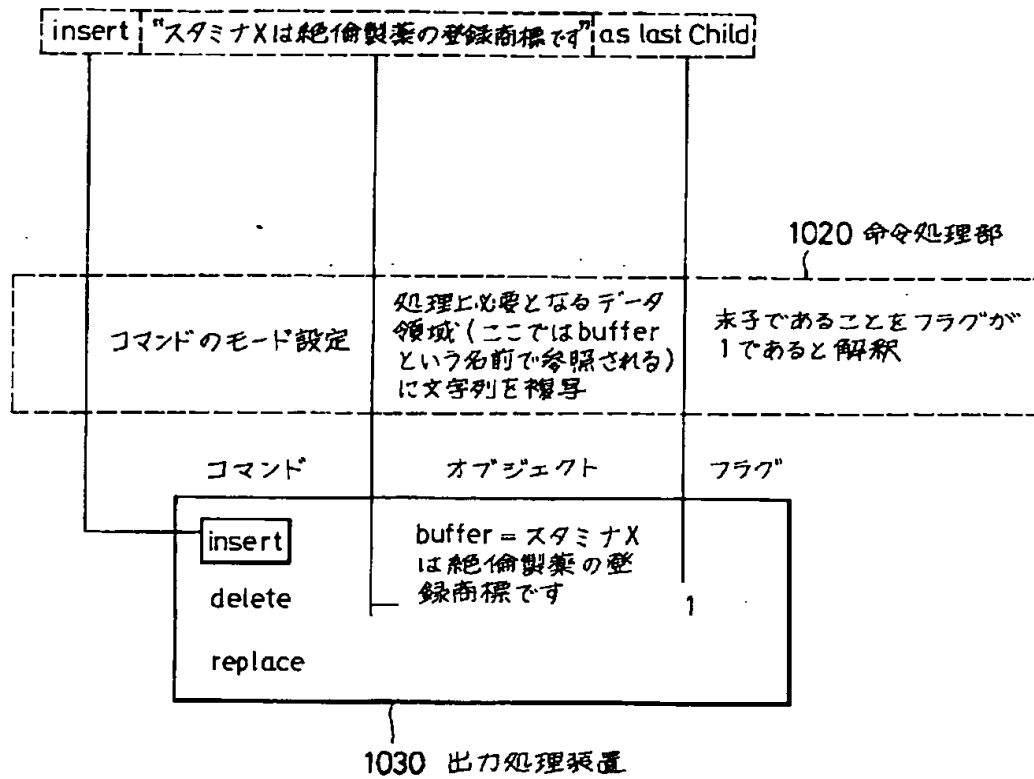 insert "スタミナXは絶倫製薬の登録商標です" as last Child
1020 命令処理部
コマンドのモード設定
処理上必要となるデータ
領域(ここではbuffer
という名前で参照される)
に文字列を複写
末子であることをフラグが
1であると解釈
コマンド オブジェクト フラグ
insert
delete
replace
buffer=スタミナX
は絶倫製薬の登
録商標です
1
1030 出力処理装置